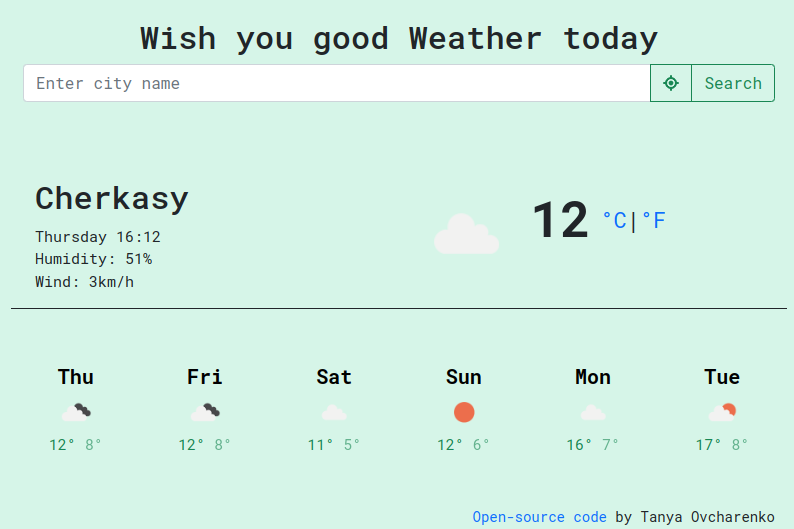 Wish you good Weather today
Enter city name
Search
Cherkasy
Thursday 16:12
Humidity: 51%
Wind: 3km/h
12 °C|°F
Thu Fri Sat Sun Mon Tue
12° 8° 12° 8° 11° 5° 12° 6° 16° 7° 17° 8°
Open-source code by Tanya Ovcharenko